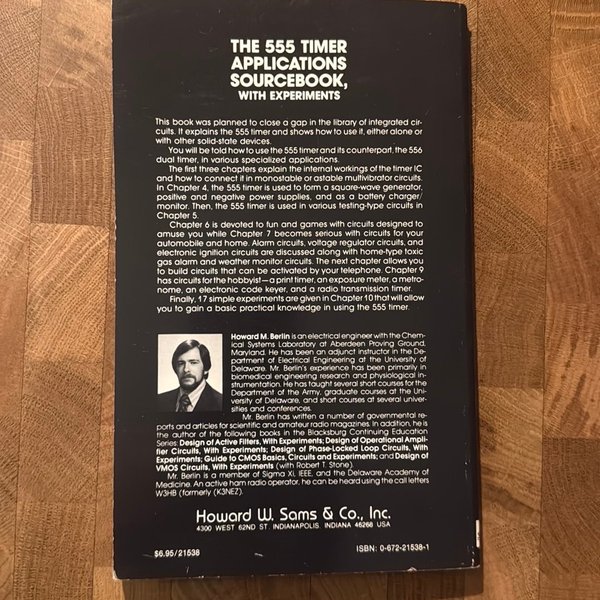 THE 555 TIMER
APPLICATIONS
SOURCEBOOK,
WITH EXPERIMENTS
This book was planned to close a gap in the library of integrated cir-
cuits. It explains the 555 timer and shows how to use it, either alone or
with other solid-state devices.
You will be told how to use the 555 timer and its counterpart, the 556
dual timer, in various specialized applications.
The first three chapters explain the internal workings of the timer IC
and how to connect it in monostable or astable multivibrator circuits.
In Chapter 4, the 555 timer is used to form a square-wave generator,
positive and negative power supplies, and as a battery charger/
monitor. Then, the 555 timer is used in various testing-type circuits in
Chapter 5.
Chapter 6 is devoted to fun and games with circuits designed to
amuse you while Chapter 7 becomes serious with circuits for your
automobile and home. Alarm circuits, voltage regulator circuits, and
electronic ignition circuits are discussed along with home-type toxic
gas alarm and weather monitor circuits. The next chapter allows you
to build circuits that can be activated by your telephone. Chapter 9
has circuits for the hobbyist—a print timer, an exposure meter, a metro-
nome, an electronic code keyer, and a radio transmission timer.
Finally, 17 simple experiments are given in Chapter 10 that will allow
you to gain a basic practical knowledge in using the 555 timer.
Howard M. Berlin is an electrical engineer with the Chem-
ical Systems Laboratory at Aberdeen Proving Ground,
Maryland. He has been an adjunct instructor in the De-
partment of Electrical Engineering at the University of
Delaware. Mr. Berlin's experience has been primarily in
biomedical engineering research and physiological in-
strumentation. He has taught several short courses for the
Department of the Army, graduate courses at the Uni-
versity of Delaware, and short courses at several univer-
sities and conferences.
Mr. Berlin has written a number of governmental re-
ports and articles for scientific and amateur radio magazines. In addition, he is
the author of the following books in the Blacksburg Continuing Education
Series: Design of Active Filters, With Experiments; Design of Operational Ampli-
fier Circuits, With Experiments; Design of Phase-Locked Loop Circuits, With
Experiments; Guide to CMOS Basics, Circuits and Experiments; and Design of
VMOS Circuits, With Experiments (with Robert T. Stone).
Mr. Berlin is a member of Sigma Xi, IEEE, and the Delaware Academy of
Medicine. An active ham radio operator, he can be heard using the call letters
W3HB (formerly K3NEZ).
Howard W. Sams & Co., Inc.
4300 WEST 62ND ST. INDIANAPOLIS, INDIANA 46268 USA
$6.95/21538
ISBN: 0-672-21538-1